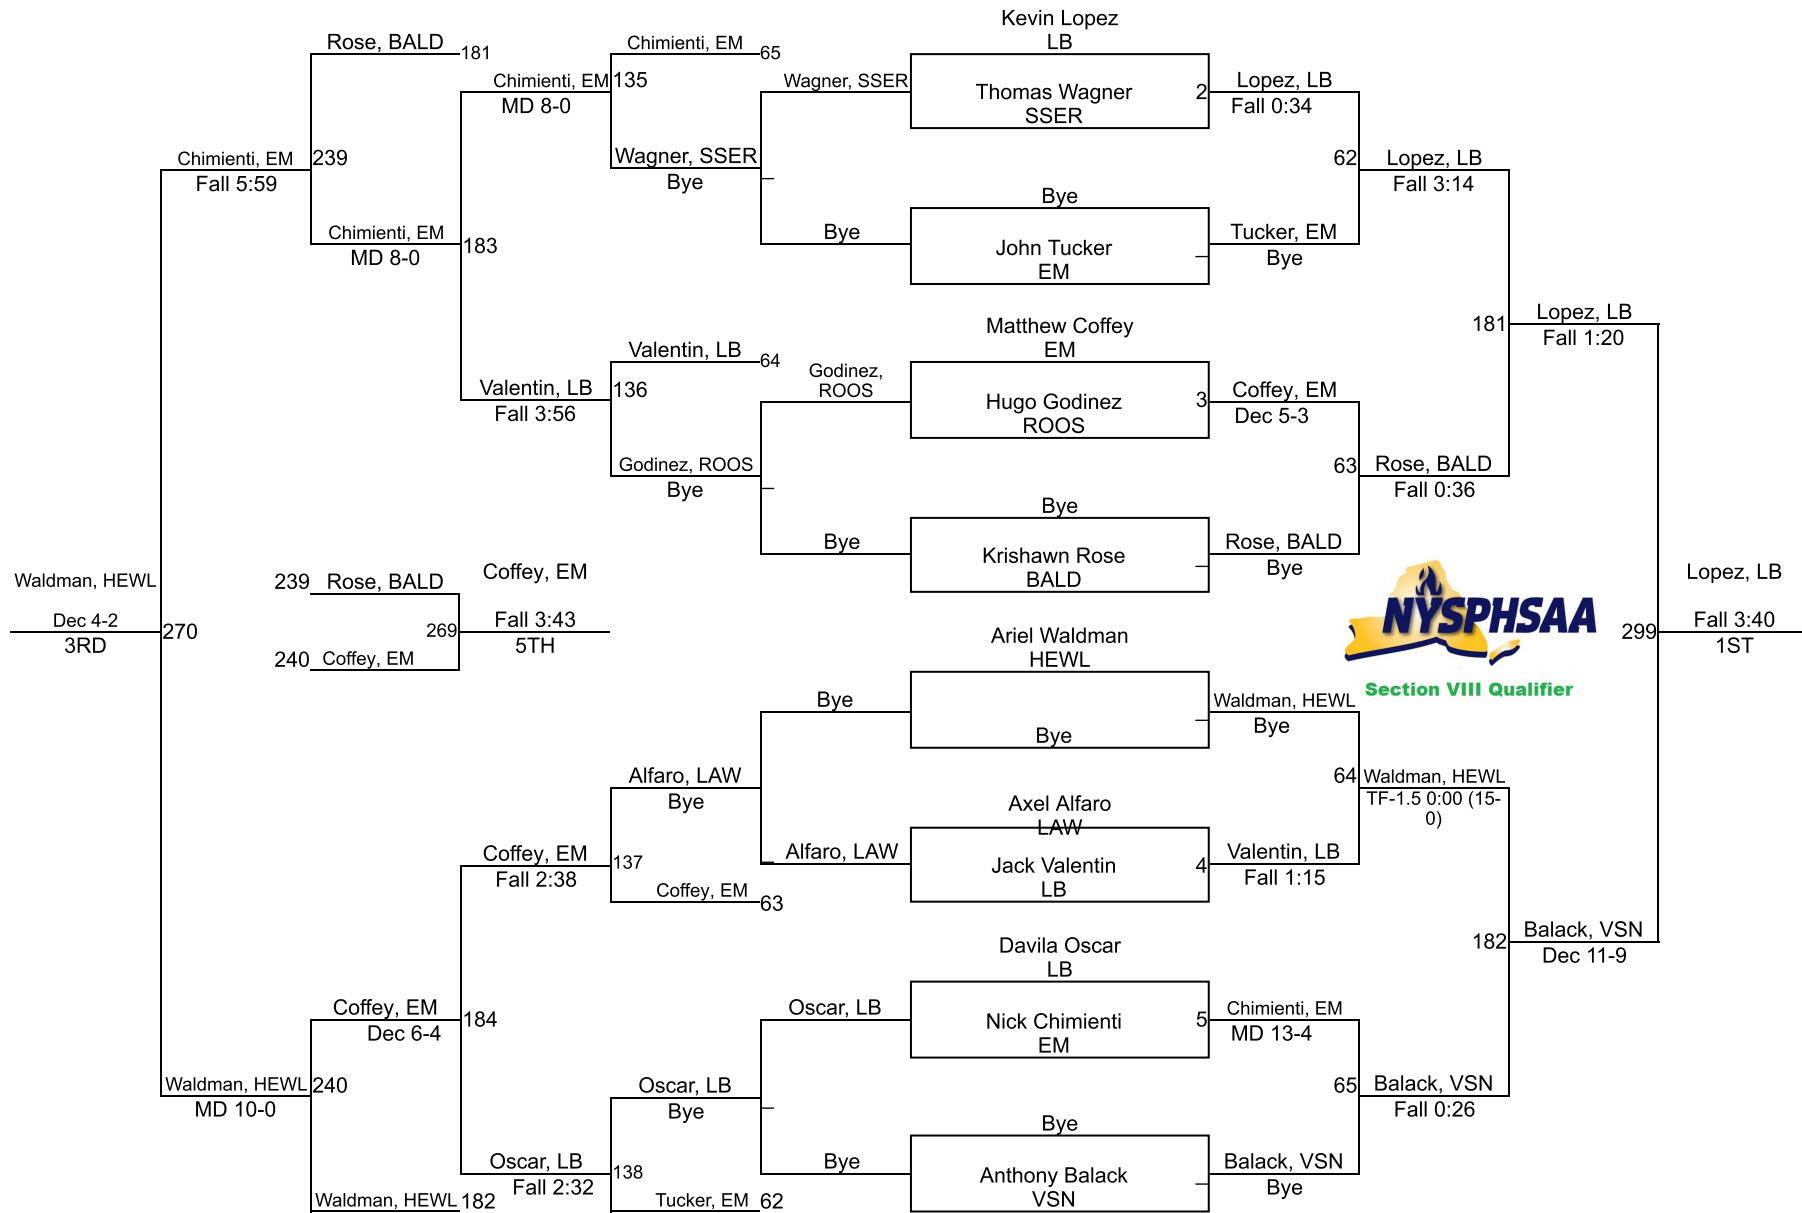 Kevin Lopez
LB
Rose, BALD
181
Chimienti, EM
65
Chimienti, EM
135
MD 8-0
Wagner, SSER
Thomas Wagner
SSER
2
Lopez, LB
Fall 0:34
Chimienti, EM
Fall 5:59
239
Wagner, SSER
Bye
62
Lopez, LB
Fall 3:14
Bye
Chimienti, EM
MD 8-0
183
Bye
John Tucker
EM
Tucker, EM
Bye
Matthew Coffey
EM
181
Lopez, LB
Fall 1:20
Valentin, LB
64
Godinez,
ROOS
Valentin, LB
Fall 3:56
136
Hugo Godinez
ROOS
3
Coffey, EM
Dec 5-3
Godinez, ROOS
Bye
63
Rose, BALD
Fall 0:36
Bye
Bye
Krishawn Rose
BALD
Rose, BALD
Bye
Waldman, HEWL
Dec 4-2
3RD
270
239
Rose, BALD
269
240
Coffey, EM
Coffey, EM
Fall 3:43
5TH
NYSPHSAA
Section VIII Qualifier
Lopez, LB
299
Fall 3:40
1ST
Ariel Waldman
HEWL
Bye
Bye
Waldman, HEWL
Bye
Alfaro, LAW
Bye
Axel Alfaro
LAW
64
Waldman, HEWL
TF-1.5 0:00 (15-
0)
Coffey, EM
Fall 2:38
137
Coffey, EM
63
Alfaro, LAW
Jack Valentin
LB
4
Valentin, LB
Fall 1:15
Davila Oscar
LB
182
Balack, VSN
Dec 11-9
Coffey, EM
Dec 6-4
184
Oscar, LB
Nick Chimienti
EM
5
Chimienti, EM
MD 13-4
Waldman, HEWL
MD 10-0
240
Oscar, LB
Bye
65
Balack, VSN
Fall 0:26
Bye
Oscar, LB
Fall 2:32
138
Bye
Anthony Balack
VSN
Balack, VSN
Bye
Waldman, HEWL
182
Tucker, EM
62